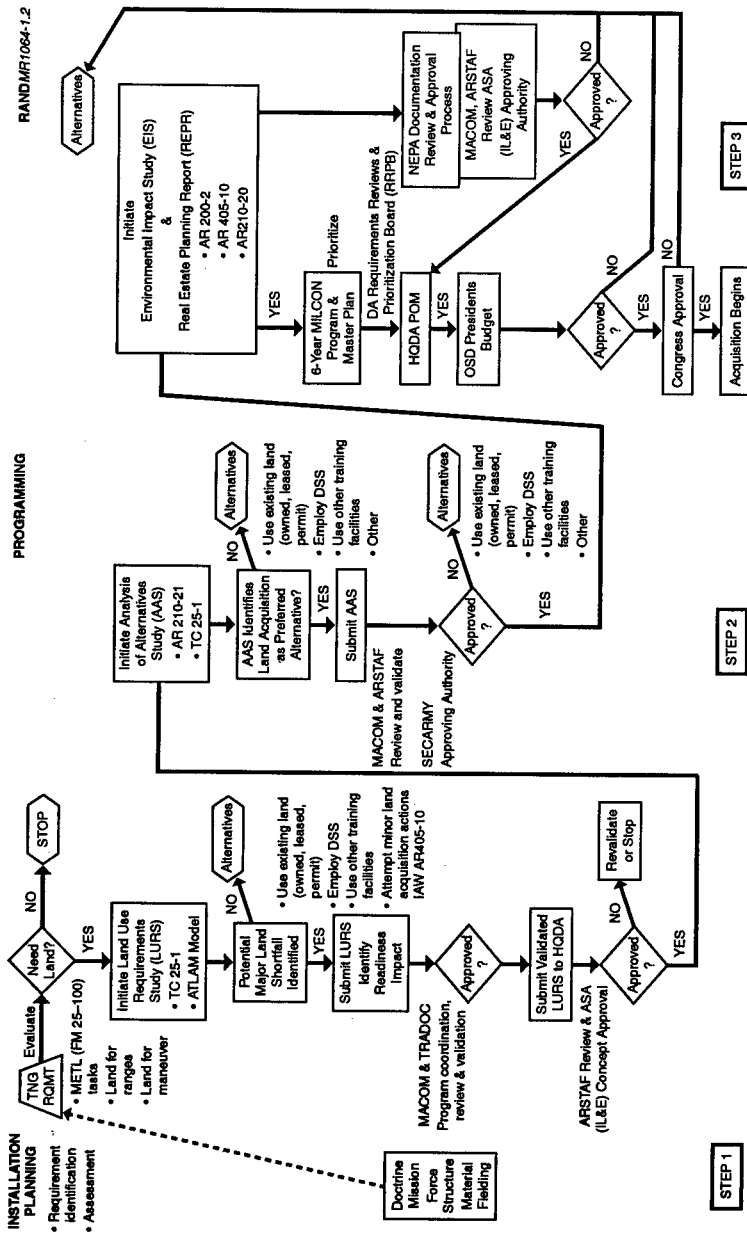 RANDMR1064-1.2
INSTALLATION
PLANNING
• Requirement
identification
• Assessment
TNG
RQMT
Evaluate
Need
Land?
NO
STOP
• METL (FM 25–100)
tasks
• Land for
ranges
• Land for
maneuver
YES
Initiate Land Use
Requirements
Study (LURS)
• TC 25-1
• ATLAM Model
Potential
Major Land
Shortfall
Identified
NO
Alternatives
• Use existing land
(owned, leased,
permit)
• Employ DSS
• Use other training
facilities
• Attempt minor land
acquisition actions
IAW AR405-10
YES
Submit LURS
Identify
Readiness
Impact
MACOM & TRADOC
Program coordination,
review & validation
Approved
?
Submit Validated
LURS to HQDA
ARSTAF Review & ASA
(IL&E) Concept Approval
Approved
?
NO
Revalidate
or Stop
YES
Doctrine
Mission
Force
Structure
Material
Fielding
STEP 1
PROGRAMMING
Initiate Analysis
of Alternatives
Study (AAS)
• AR 210-21
• TC 25-1
AAS Identifies
Land Acquisition
as Preferred
Alternative?
NO
Alternatives
• Use existing land
(owned, leased,
permit)
• Employ DSS
• Use other training
facilities
• Other
YES
Submit AAS
MACOM & ARSTAF
Review and validate
SECARMY
Approving Authority
Approved
?
NO
Alternatives
• Use existing land
(owned, leased,
permit)
• Employ DSS
• Use other training
facilities
• Other
YES
STEP 2
Alternatives
Initiate
Environmental Impact Study (EIS)
&
Real Estate Planning Report (REPR)
• AR 200-2
• AR 405-10
• AR210-20
YES
6-Year MILCON
Program &
Master Plan
Prioritize
DA Requirements Reviews &
Prioritization Board (RRPB)
HQDA POM
YES
OSD Presidents
Budget
NEPA Documentation
Review & Approval
Process
MACOM, ARSTAF
Review ASA
(IL&E) Approving
Authority
YES
Approved
?
NO
Approved
?
NO
YES
Congress Approval
NO
YES
Acquisition Begins
STEP 3